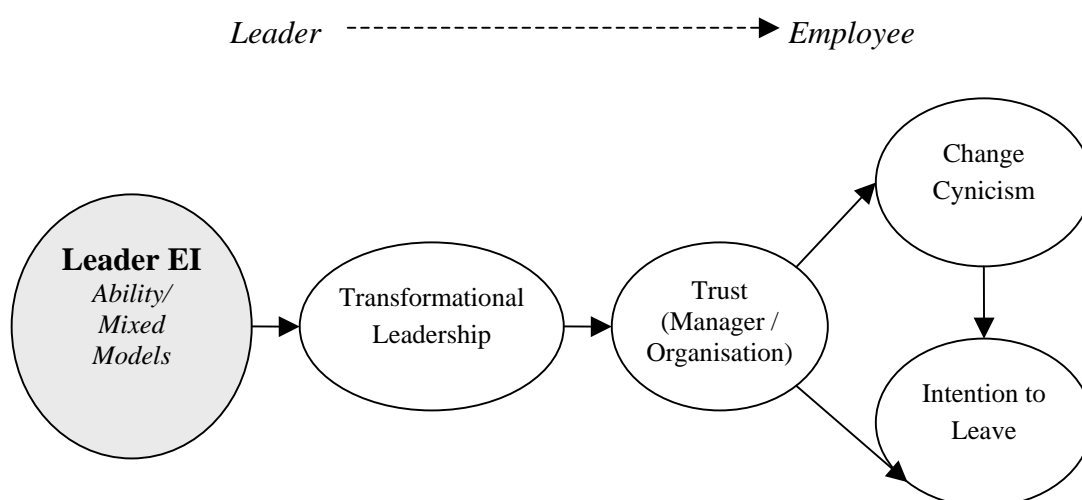 Leader
Employee
Change
Cynicism
Leader EI
Ability/
Mixed
Models
Transformational
Leadership
Trust
(Manager /
Organisation)
Intention to
Leave